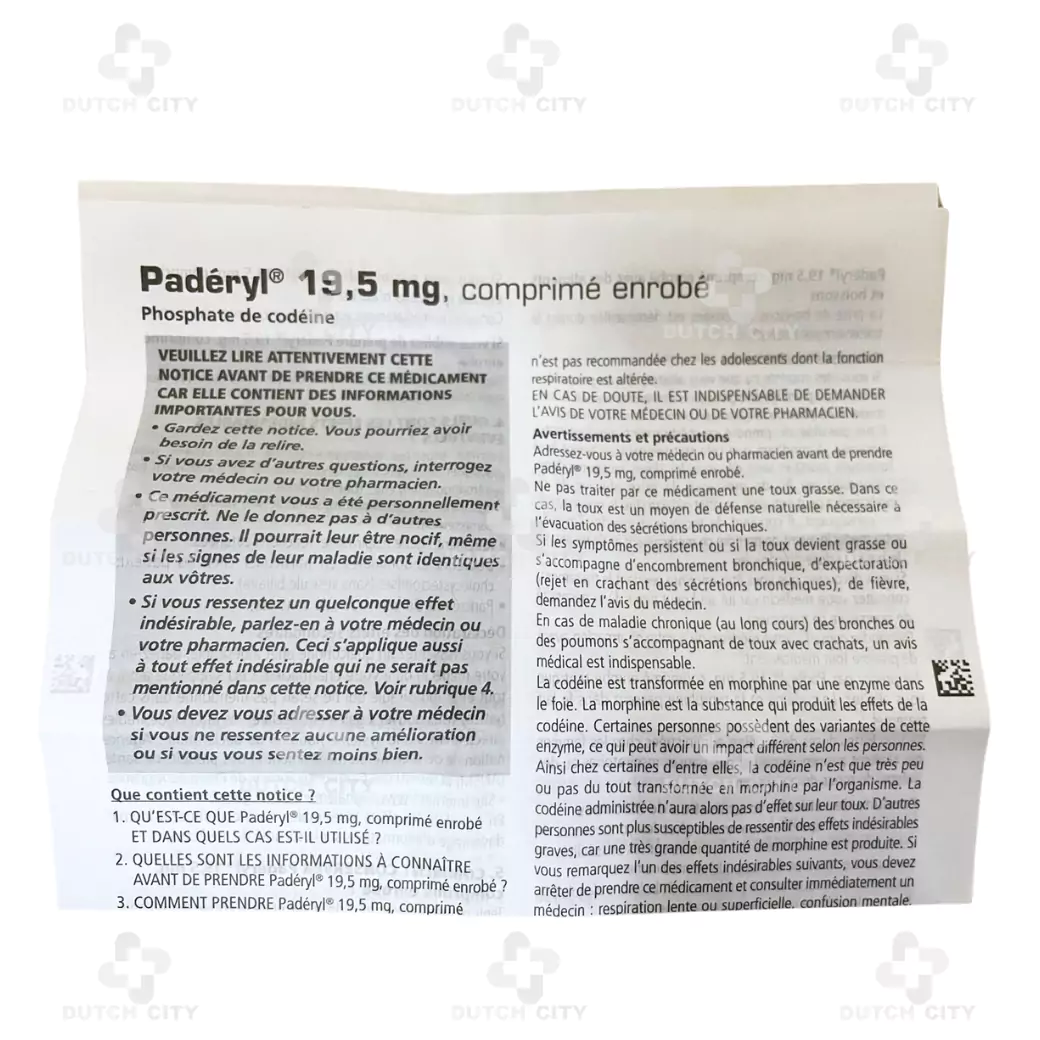 DUTCH CITY DUTCH CITY DUTCH CITY
Padéryl® 19,5 mg, comprimé enrobé
Phosphate de codéine
VEUILLEZ LIRE ATTENTIVEMENT CETTE
NOTICE AVANT DE PRENDRE CE MÉDICAMENT
CAR ELLE CONTIENT DES INFORMATIONS
IMPORTANTES POUR VOUS.
• Gardez cette notice. Vous pourriez avoir
besoin de la relire.
• Si vous avez d'autres questions, interrogez
votre médecin ou votre pharmacien.
• Ce médicament vous a été personnellement
prescrit. Ne le donnez pas à d'autres
personnes. Il pourrait leur être nocif, même
si les signes de leur maladie sont identiques
aux vôtres.
• Si vous ressentez un quelconque effet
indésirable, parlez-en à votre médecin ou
votre pharmacien. Ceci s'applique aussi
à tout effet indésirable qui ne serait pas
mentionné dans cette notice. Voir rubrique 4.
• Vous devez vous adresser à votre médecin
si vous ne ressentez aucune amélioration
ou si vous vous sentez moins bien.
Que contient cette notice ?
1. QU'EST-CE QUE Padéryl® 19,5 mg, comprimé enrobé
ET DANS QUELS CAS EST-IL UTILISÉ ?
2. QUELLES SONT LES INFORMATIONS À CONNAÎTRE
AVANT DE PRENDRE Padéryl® 19,5 mg, comprimé enrobé ?
3. COMMENT PRENDRE Padéryl® 19,5 mg, comprimé
n'est pas recommandée chez les adolescents dont la fonction
respiratoire est altérée.
EN CAS DE DOUTE, IL EST INDISPENSABLE DE DEMANDER
L'AVIS DE VOTRE MÉDECIN OU DE VOTRE PHARMACIEN.
Avertissements et précautions
Adressez-vous à votre médecin ou pharmacien avant de prendre
Padéryl® 19,5 mg, comprimé enrobé.
Ne pas traiter par ce médicament une toux grasse. Dans ce
cas, la toux est un moyen de défense naturelle nécessaire à
l'évacuation des sécrétions bronchiques.
Si les symptômes persistent ou si la toux devient grasse ou
s'accompagne d'encombrement bronchique, d'expectoration
(rejet en crachant des sécrétions bronchiques), de fièvre,
demandez l'avis du médecin.
En cas de maladie chronique (au long cours) des bronches ou
des poumons s'accompagnant de toux avec crachats, un avis
médical est indispensable.
La codéine est transformée en morphine par une enzyme dans
le foie. La morphine est la substance qui produit les effets de la
codéine. Certaines personnes possèdent des variantes de cette
enzyme, ce qui peut avoir un impact différent selon les personnes.
Ainsi chez certaines d'entre elles, la codéine n'est que très peu
ou pas du tout transformée en morphine par l'organisme. La
codéine administrée n'aura alors pas d'effet sur leur toux. D'autres
personnes sont plus susceptibles de ressentir des effets indésirables
graves, car une très grande quantité de morphine est produite. Si
vous remarquez l'un des effets indésirables suivants, vous devez
arrêter de prendre ce médicament et consulter immédiatement un
médecin : respiration lente ou superficielle, confusion mentale,
DUTCH CITY DUTCH CITY DUTCH CITY